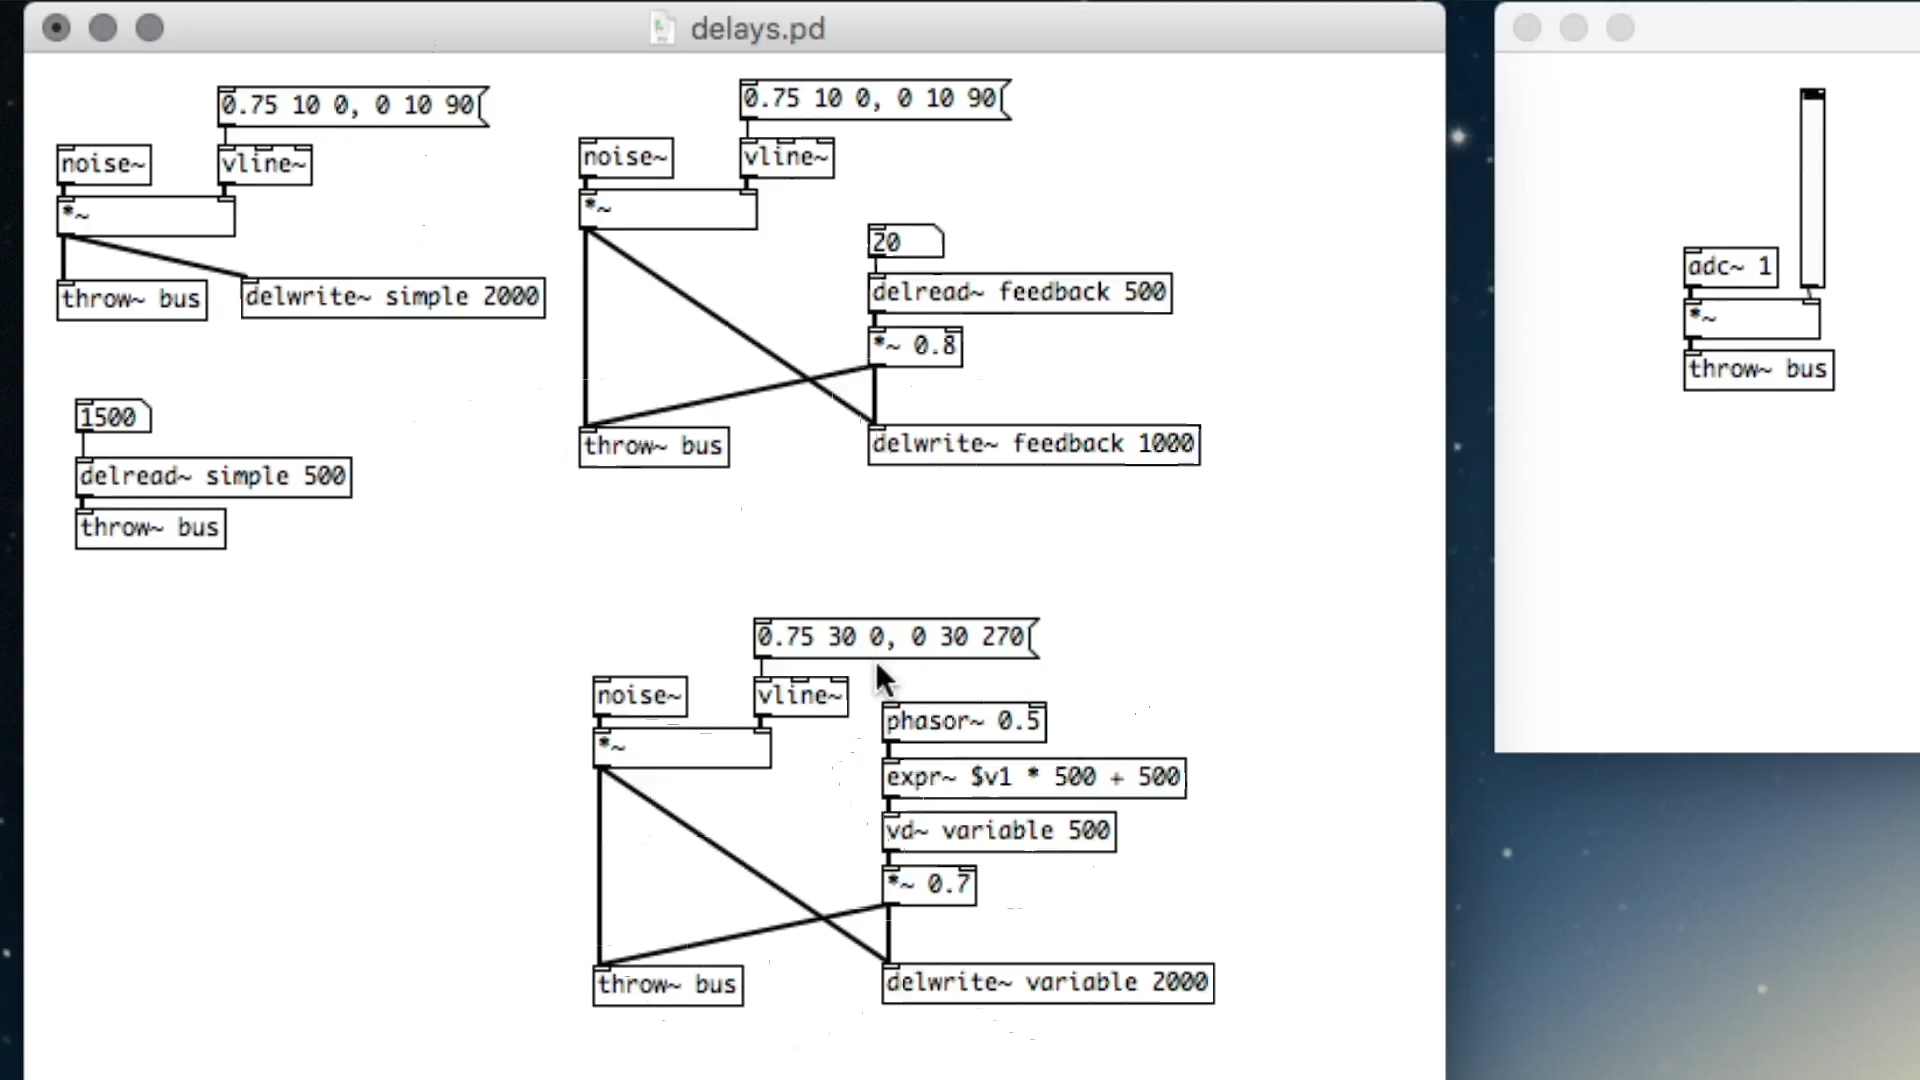 delays.pd
0.75 10 0, 0 10 90
noise~
vline~
*~
throw~ bus
delwrite~ simple 2000
1500
delread~ simple 500
throw~ bus
0.75 10 0, 0 10 90
noise~
vline~
*~
20
delread~ feedback 500
*~ 0.8
throw~ bus
delwrite~ feedback 1000
0.75 30 0, 0 30 270
noise~
vline~
*~
phasor~ 0.5
expr~ $v1 * 500 + 500
vd~ variable 500
*~ 0.7
throw~ bus
delwrite~ variable 2000
adc~ 1
*~
throw~ bus